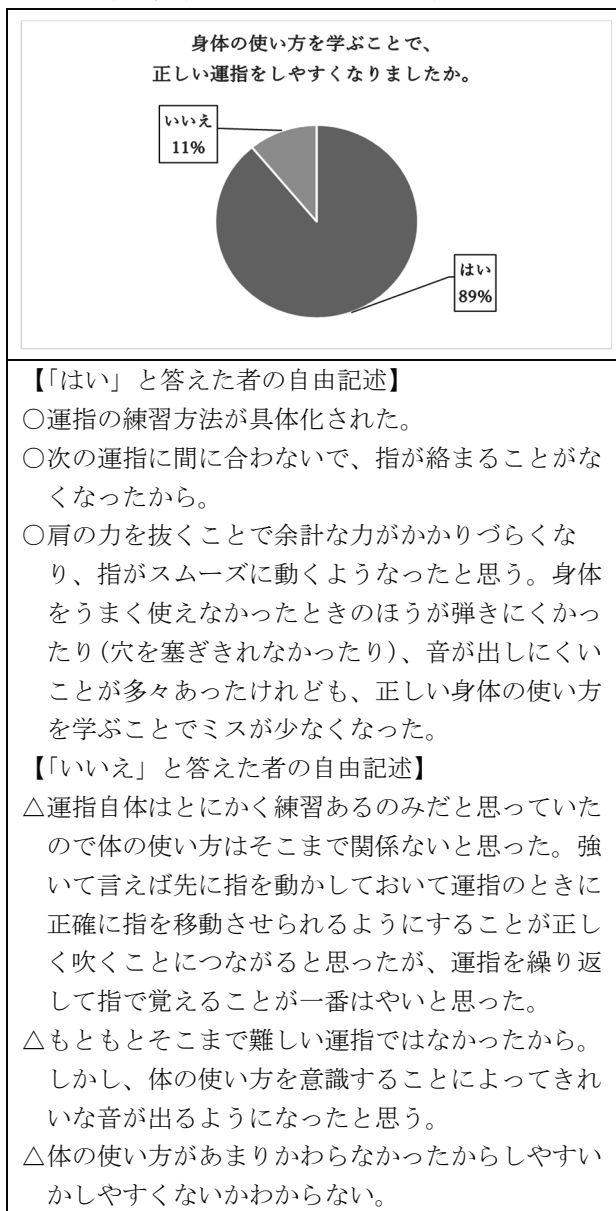 身体の使い方を学ぶことで、
正しい運指をしやすくなりましたか。
いいえ
11%
はい
89%
【「はい」と答えた者の自由記述】
○運指の練習方法が具体化された。
○次の運指に間に合わないで、指が絡まることがな
くなったから。
○肩の力を抜くことで余計な力がかかりづらくな
り、指がスムーズに動くようなったと思う。身体
をうまく使えなかったときのほうが弾きにくかっ
たり(穴を塞ぎきれなかったり)、音が出しにくい
ことが多々あったけれども、正しい身体の使い方
を学ぶことでミスが少なくなった。
【「いいえ」と答えた者の自由記述】
△運指自体はとにかく練習あるのみだと思っていた
ので体の使い方はそこまで関係ないと思った。強
いて言えば先に指を動かしておいて運指のときに
正確に指を移動させられるようにすることが正し
く吹くことにつながると思ったが、運指を繰り返
して指で覚えることが一番はやいと思った。
△もともとそこまで難しい運指ではなかったから。
しかし、体の使い方を意識することによってきれ
いな音が出るようになったと思う。
△体の使い方があまりかわらなかったからしやすい
かしやすくないかわからない。